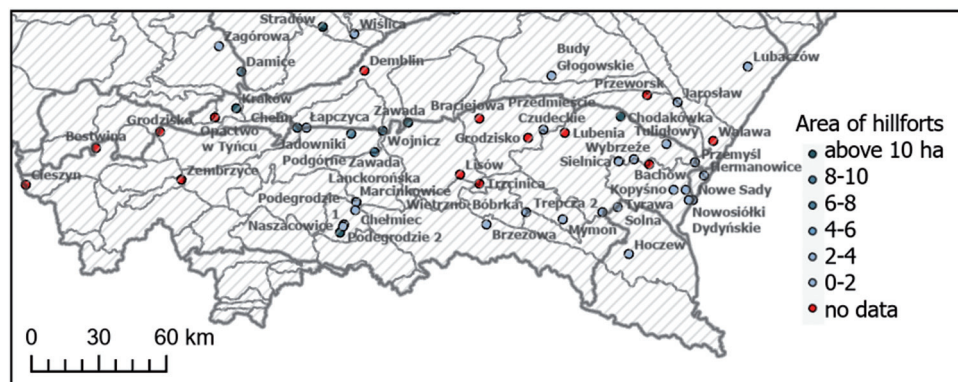 Stradów
Wiślica
Zagórowa
Damice
Demblin
Budy
Głogowskie
Lubaczów
Przeworsk
Jarosław
Kraków
Chełm
Łapczyca
Zawada
Braciejowa
Przedmieście
Czudeckie
Chodakówka
Grodzisko
Opactwo
w Tyńcu
Jadowniki
Podgórne
Wojnicz
Grodzisko
Lubenia
Tuligłowy
Walawa
Bostwina
Zawada
Lanckorońska
Lisów
Wybrzeże
Sielnica
Przemyśl
Hermanowice
Cieszyn
Zembrzyce
Trzcinica
Bachów
Podegrodzie
1
Marcinkowice
Wietrzno-Bóbrka
Trepcza 2
Kopyśno
Nowe Sady
Naszacowice
Chełmiec
Tyrawa
Solna
Nowosiółki
Dydyńskie
Podegrodzie 2
Brzezowa
Mymoń
Hoczew
Area of hillforts
above 10 ha
8-10
6-8
4-6
2-4
0-2
no data
0 30 60 km